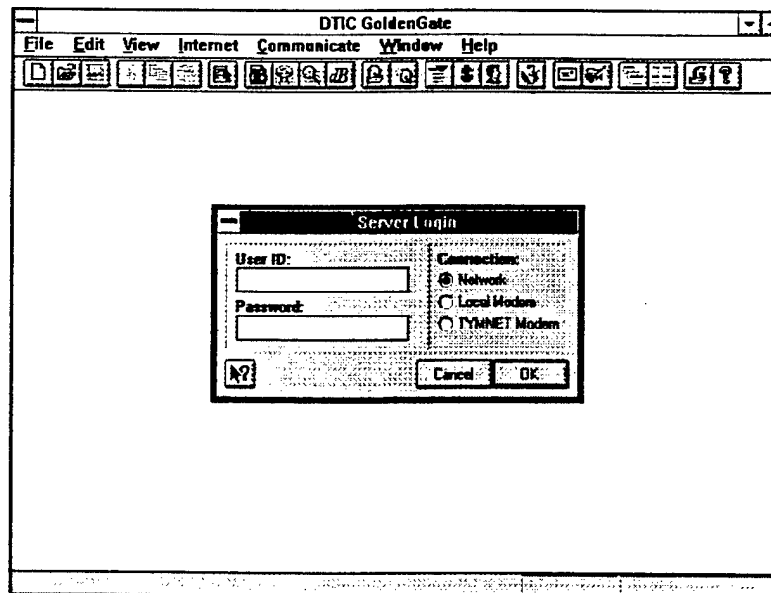 DTIC GoldenGate
File Edit View Internet Communicate Window Help
dB $ ?
Server Login
User ID:
Connection:
Network
Password:
Local Modem
TYMNET Modem
?
Cancel OK